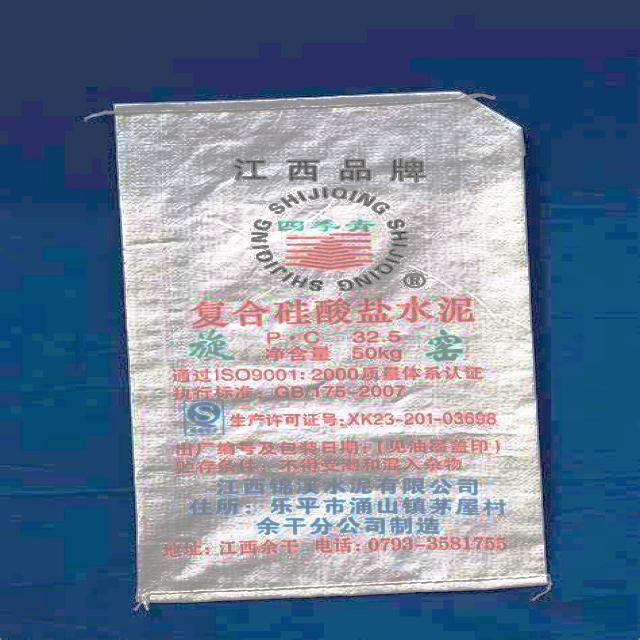 江西品牌
SHIJIQING SHIJIQING SHIJIQING
四季青
®
复合硅酸盐水泥
旋 P·C 32.5 窑
净含量 50kg
通过ISO9001:2000质量体系认证
执行标准:GB175-2007
生产许可证号:XK23-201-03698
出厂编号及包装日期:(见油墨盖印)
贮存条件:不得受潮和混入杂物
江西锦溪水泥有限公司
住所:乐平市涌山镇茅屋村
余干分公司制造
地址:江西余干 电话:0793-3581755